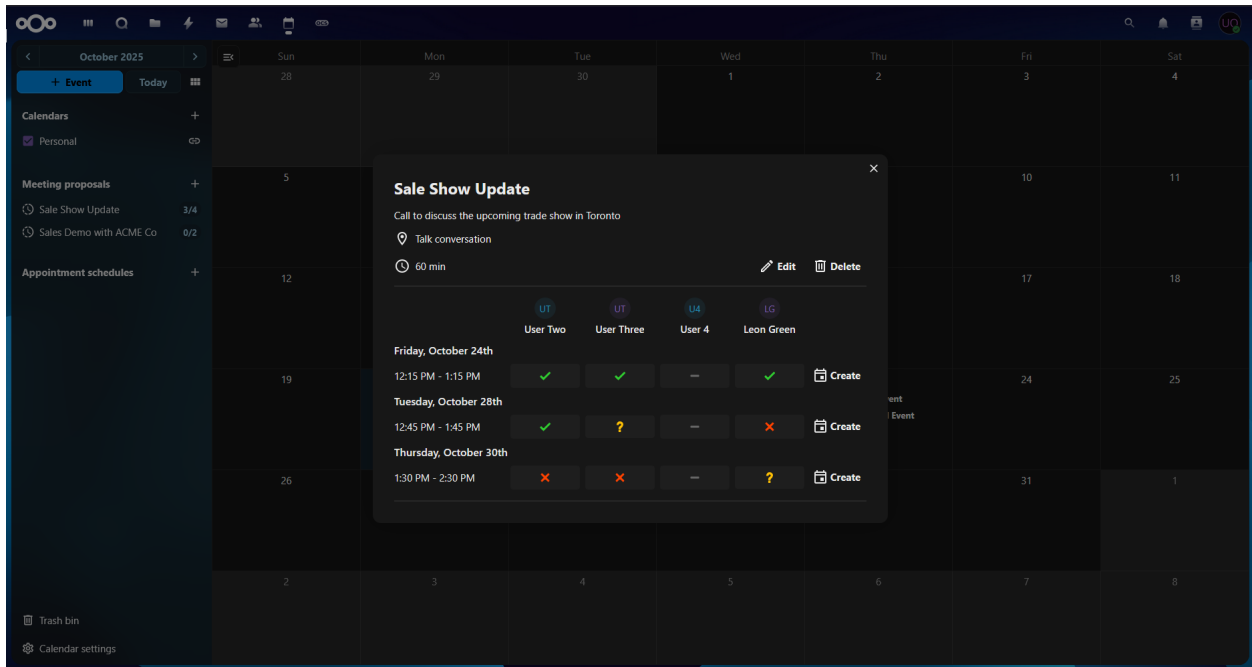 UO
October 2025
Sun Mon Tue Wed Thu Fri Sat
+ Event Today
28 29 30 1 2 3 4
Calendars
Personal
Meeting proposals
Sale Show Update 3/4
Sales Demo with ACME Co 0/2
Appointment schedules
5 10 11
12 17 18
19 24 25
vent
Event
26 31 1
2 3 4 5 6 7 8
Trash bin
Calendar settings
Sale Show Update
Call to discuss the upcoming trade show in Toronto
Talk conversation
60 min Edit Delete
UT UT U4 LG
User Two User Three User 4 Leon Green
Friday, October 24th
12:15 PM - 1:15 PM Create
Tuesday, October 28th
12:45 PM - 1:45 PM ? Create
Thursday, October 30th
1:30 PM - 2:30 PM ? Create